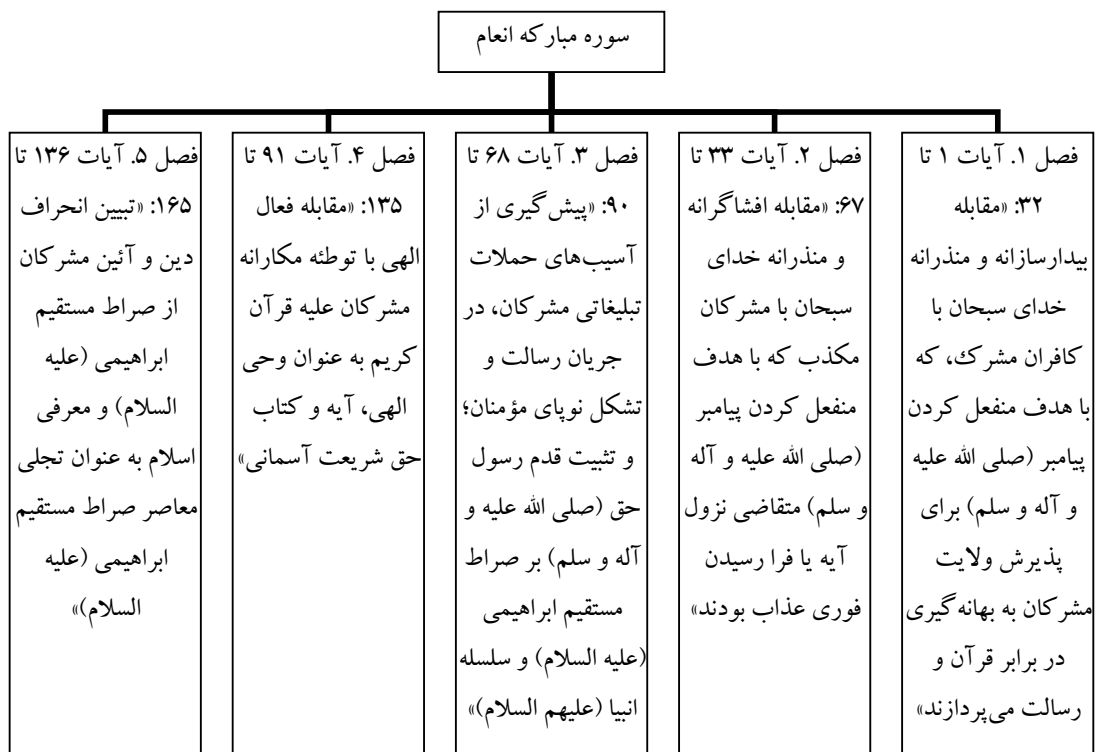 سوره مبارکه انعام
فصل ۱. آیات ۱ تا
۳۲: «مقابله
بیدارسازانه و منذرانه
خدای سبحان با
کافران مشرک، که
با هدف منفعل کردن
پیامبر (صلی الله علیه
و آله و سلم) برای
پذیرش ولایت
مشرکان به بهانه‌گیری
در برابر قرآن و
رسالت می‌پردازند»
فصل ۲. آیات ۳۳ تا
۶۷: «مقابله افشاگرانه
و منذرانه خدای
سبحان با مشرکان
مکذب که با هدف
منفعل کردن پیامبر
(صلی الله علیه و آله
و سلم) متقاضی نزول
آیه یا فرا رسیدن
فوری عذاب بودند»
فصل ۳. آیات ۶۸ تا
۹۰: «پیش‌گیری از
آسیب‌های حملات
تبلیغاتی مشرکان، در
جریان رسالت و
تشکل نوپای مؤمنان؛
و تثبیت قدم رسول
حق (صلی الله علیه و
آله و سلم) بر صراط
مستقیم ابراهیمی
(علیه السلام) و سلسله
انبیا (علیهم السلام)»
فصل ۴. آیات ۹۱ تا
۱۳۵: «مقابله فعال
الهی با توطئه مکارانه
مشرکان علیه قرآن
کریم به عنوان وحی
الهی، آیه و کتاب
حق شریعت آسمانی»
فصل ۵. آیات ۱۳۶ تا
۱۶۵: «تبیین انحراف
دین و آئین مشرکان
از صراط مستقیم
ابراهیمی (علیه
السلام) و معرفی
اسلام به عنوان تجلی
معاصر صراط مستقیم
ابراهیمی (علیه
السلام)»